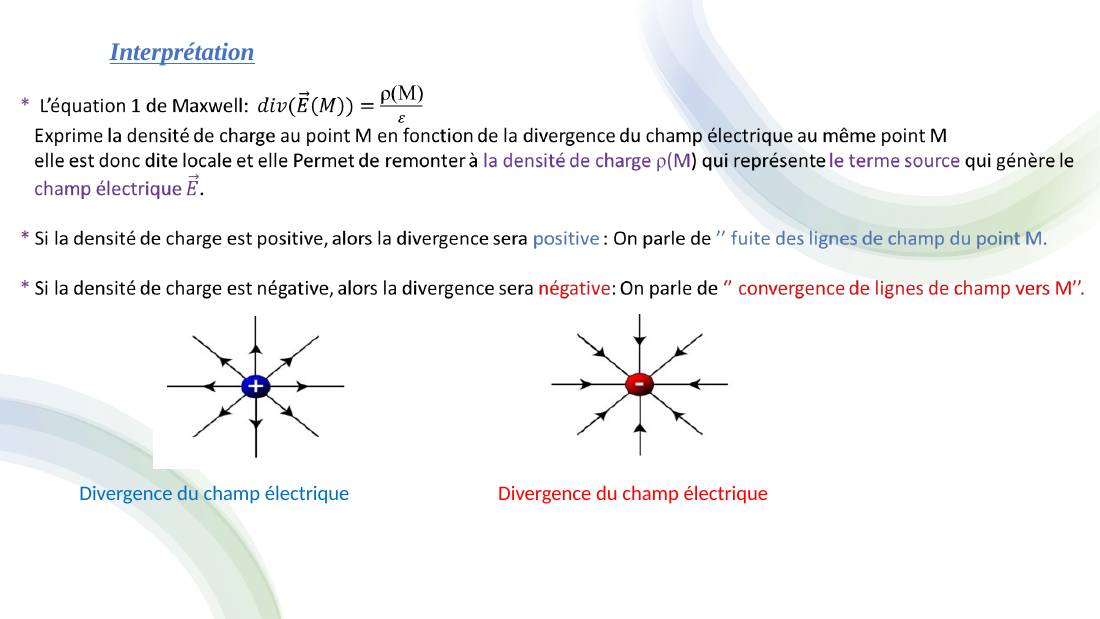 Interprétation
* L’équation 1 de Maxwell: div(E⃗(M)) = ρ(M)/ε
Exprime la densité de charge au point M en fonction de la divergence du champ électrique au même point M
elle est donc dite locale et elle Permet de remonter à la densité de charge ρ(M) qui représente le terme source qui génère le
champ électrique E⃗.
* Si la densité de charge est positive, alors la divergence sera positive : On parle de ’’ fuite des lignes de champ du point M.
* Si la densité de charge est négative, alors la divergence sera négative: On parle de ‘’ convergence de lignes de champ vers M’’.
+
-
Divergence du champ électrique
Divergence du champ électrique